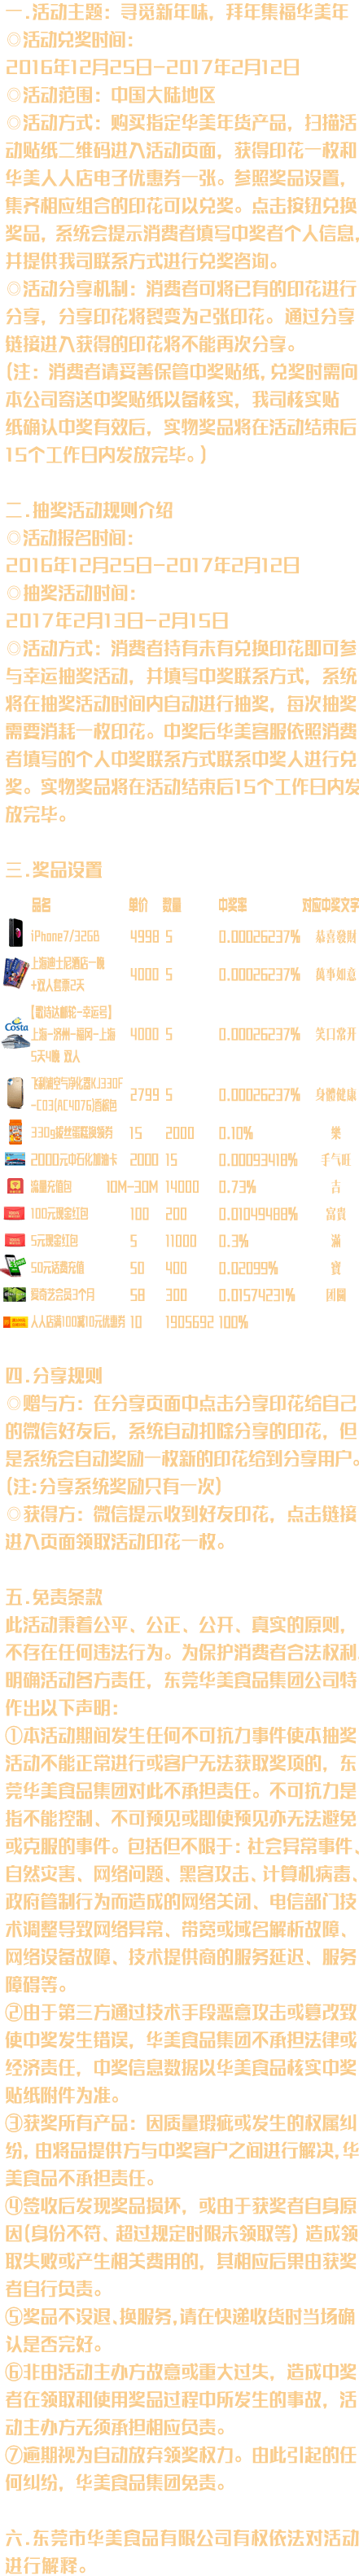 一.活动主题：寻觅新年味，拜年集福华美年
◎活动兑奖时间：
2016年12月25日-2017年2月12日
◎活动范围：中国大陆地区
◎活动方式：购买指定华美年货产品，扫描活
动贴纸二维码进入活动页面，获得印花一枚和
华美人人店电子优惠券一张。参照奖品设置，
集齐相应组合的印花可以兑奖。点击按钮兑换
奖品，系统会提示消费者填写中奖者个人信息，
并提供我司联系方式进行兑奖咨询。
◎活动分享机制：消费者可将已有的印花进行
分享，分享印花将裂变为2张印花。通过分享
链接进入获得的印花将不能再次分享。
(注：消费者请妥善保管中奖贴纸，兑奖时需向
本公司寄送中奖贴纸以备核实，我司核实贴
纸确认中奖有效后，实物奖品将在活动结束后
15个工作日内发放完毕。)
二.抽奖活动规则介绍
◎活动报名时间：
2016年12月25日-2017年2月12日
◎抽奖活动时间：
2017年2月13日-2月15日
◎活动方式：消费者持有未有兑换印花即可参
与幸运抽奖活动，并填写中奖联系方式，系统
将在抽奖活动时间内自动进行抽奖，每次抽奖
需要消耗一枚印花。中奖后华美客服依照消费
者填写的个人中奖联系方式联系中奖人进行兑
奖。实物奖品将在活动结束后15个工作日内发
放完毕。
三.奖品设置
品名 单价 数量 中奖率 对应中奖文字
iPhone7/32GB 4998 5 0.00026237% 恭喜發財
上海迪士尼酒店一晚
+双人套票2天 4000 5 0.00026237% 萬事如意
【歌诗达邮轮-幸运号】
上海-济州-福冈-上海 4000 5 0.00026237% 笑口常开
5天4晚 双人
飞利浦空气净化器KJ330F
-C03(AC4076)香槟色 2799 5 0.00026237% 身體健康
330g拔丝蛋糕换领券 15 2000 0.10% 樂
2000元中石化加油卡 2000 15 0.00093418% 手气旺
流量充值包 10M-30M 14000 0.73% 吉
100元现金红包 100 200 0.01049488% 富貴
5元现金红包 5 11000 0.3% 滿
50元话费充值 50 400 0.02099% 寶
爱奇艺会员3个月 58 300 0.01574231% 团圓
人人店满100减10元优惠券 10 1905692 100%
四.分享规则
◎赠与方：在分享页面中点击分享印花给自己
的微信好友后，系统自动扣除分享的印花，但
是系统会自动奖励一枚新的印花给到分享用户。
(注:分享系统奖励只有一次)
◎获得方：微信提示收到好友印花，点击链接
进入页面领取活动印花一枚。
五.免责条款
此活动秉着公平、公正、公开、真实的原则，
不存在任何违法行为。为保护消费者合法权利，
明确活动各方责任，东莞华美食品集团公司特
作出以下声明：
①本活动期间发生任何不可抗力事件使本抽奖
活动不能正常进行或客户无法获取奖项的，东
莞华美食品集团对此不承担责任。不可抗力是
指不能控制、不可预见或即使预见亦无法避免
或克服的事件。包括但不限于：社会异常事件、
自然灾害、网络问题、黑客攻击、计算机病毒、
政府管制行为而造成的网络关闭、电信部门技
术调整导致网络异常、带宽或域名解析故障、
网络设备故障、技术提供商的服务延迟、服务
障碍等。
②由于第三方通过技术手段恶意攻击或篡改致
使中奖发生错误，华美食品集团不承担法律或
经济责任，中奖信息数据以华美食品核实中奖
贴纸附件为准。
③获奖所有产品：因质量瑕疵或发生的权属纠
纷，由将品提供方与中奖客户之间进行解决，华
美食品不承担责任。
④签收后发现奖品损坏，或由于获奖者自身原
因(身份不符、超过规定时限未领取等)造成领
取失败或产生相关费用的，其相应后果由获奖
者自行负责。
⑤奖品不设退、换服务，请在快递收货时当场确
认是否完好。
⑥非由活动主办方故意或重大过失，造成中奖
者在领取和使用奖品过程中所发生的事故，活
动主办方无须承担相应负责。
⑦逾期视为自动放弃领奖权力。由此引起的任
何纠纷，华美食品集团免责。
六.东莞市华美食品有限公司有权依法对活动
进行解释。